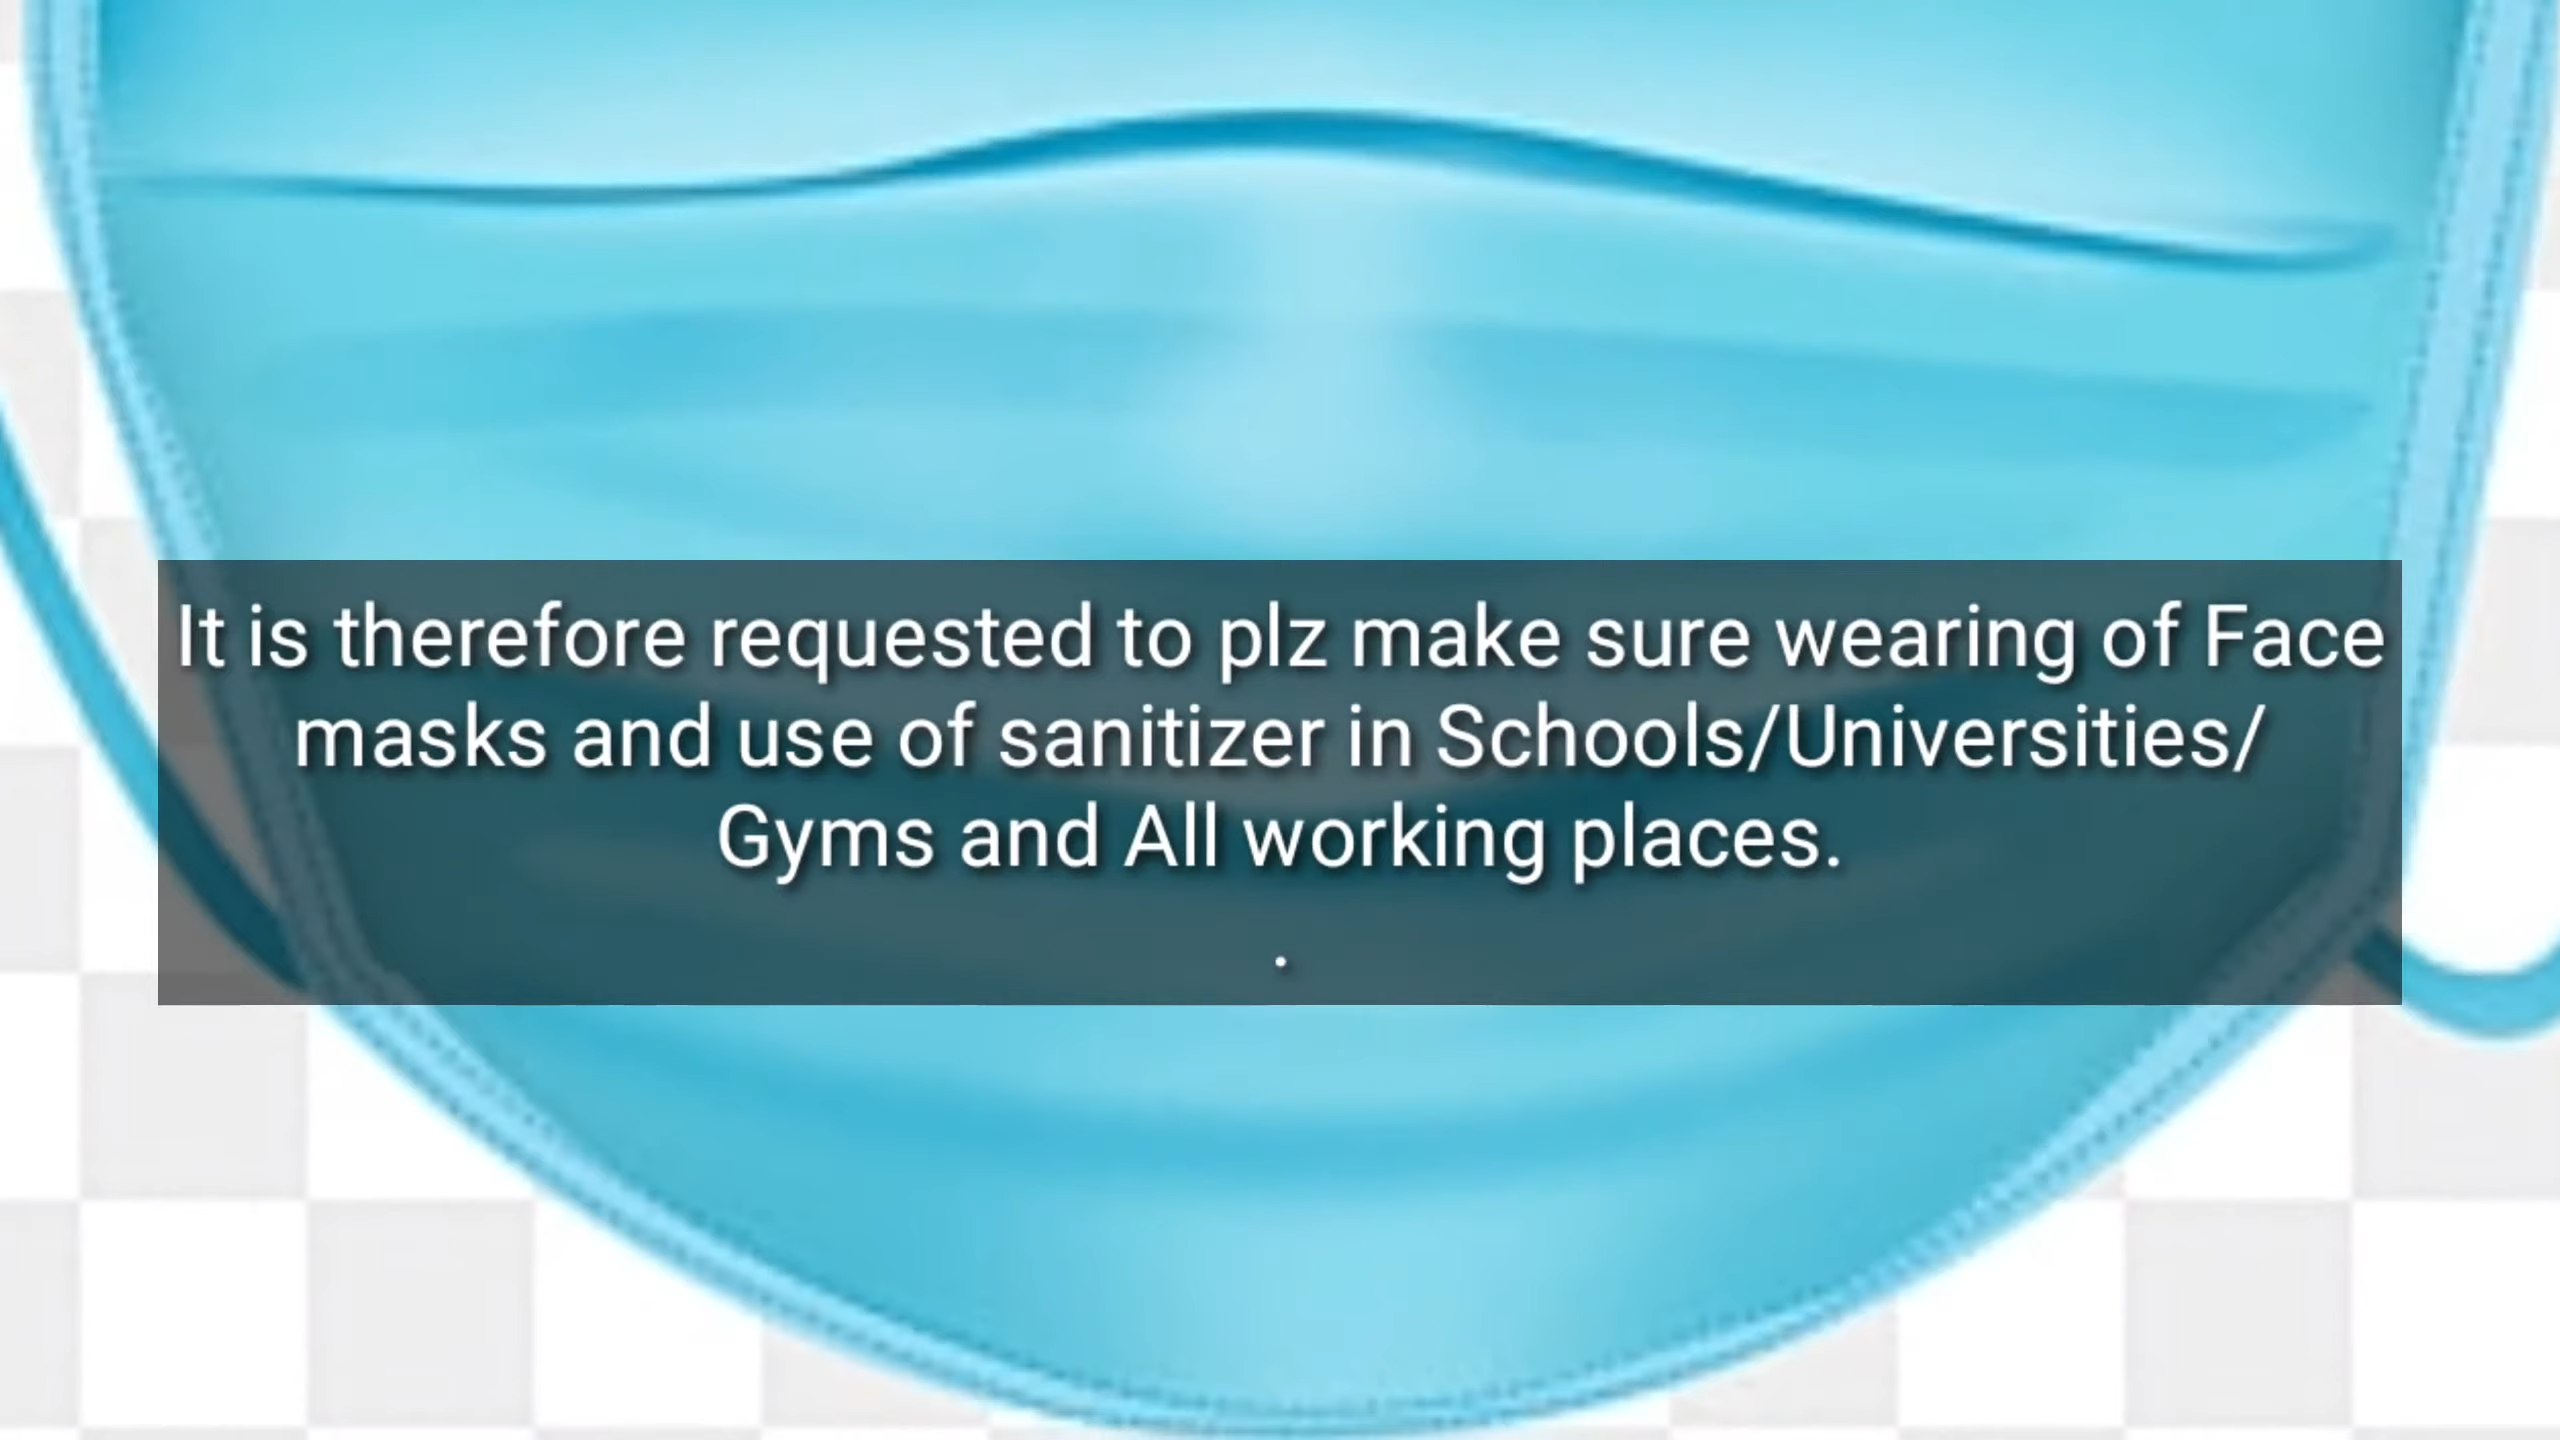 It is therefore requested to plz make sure wearing of Face
masks and use of sanitizer in Schools/Universities/
Gyms and All working places.
.